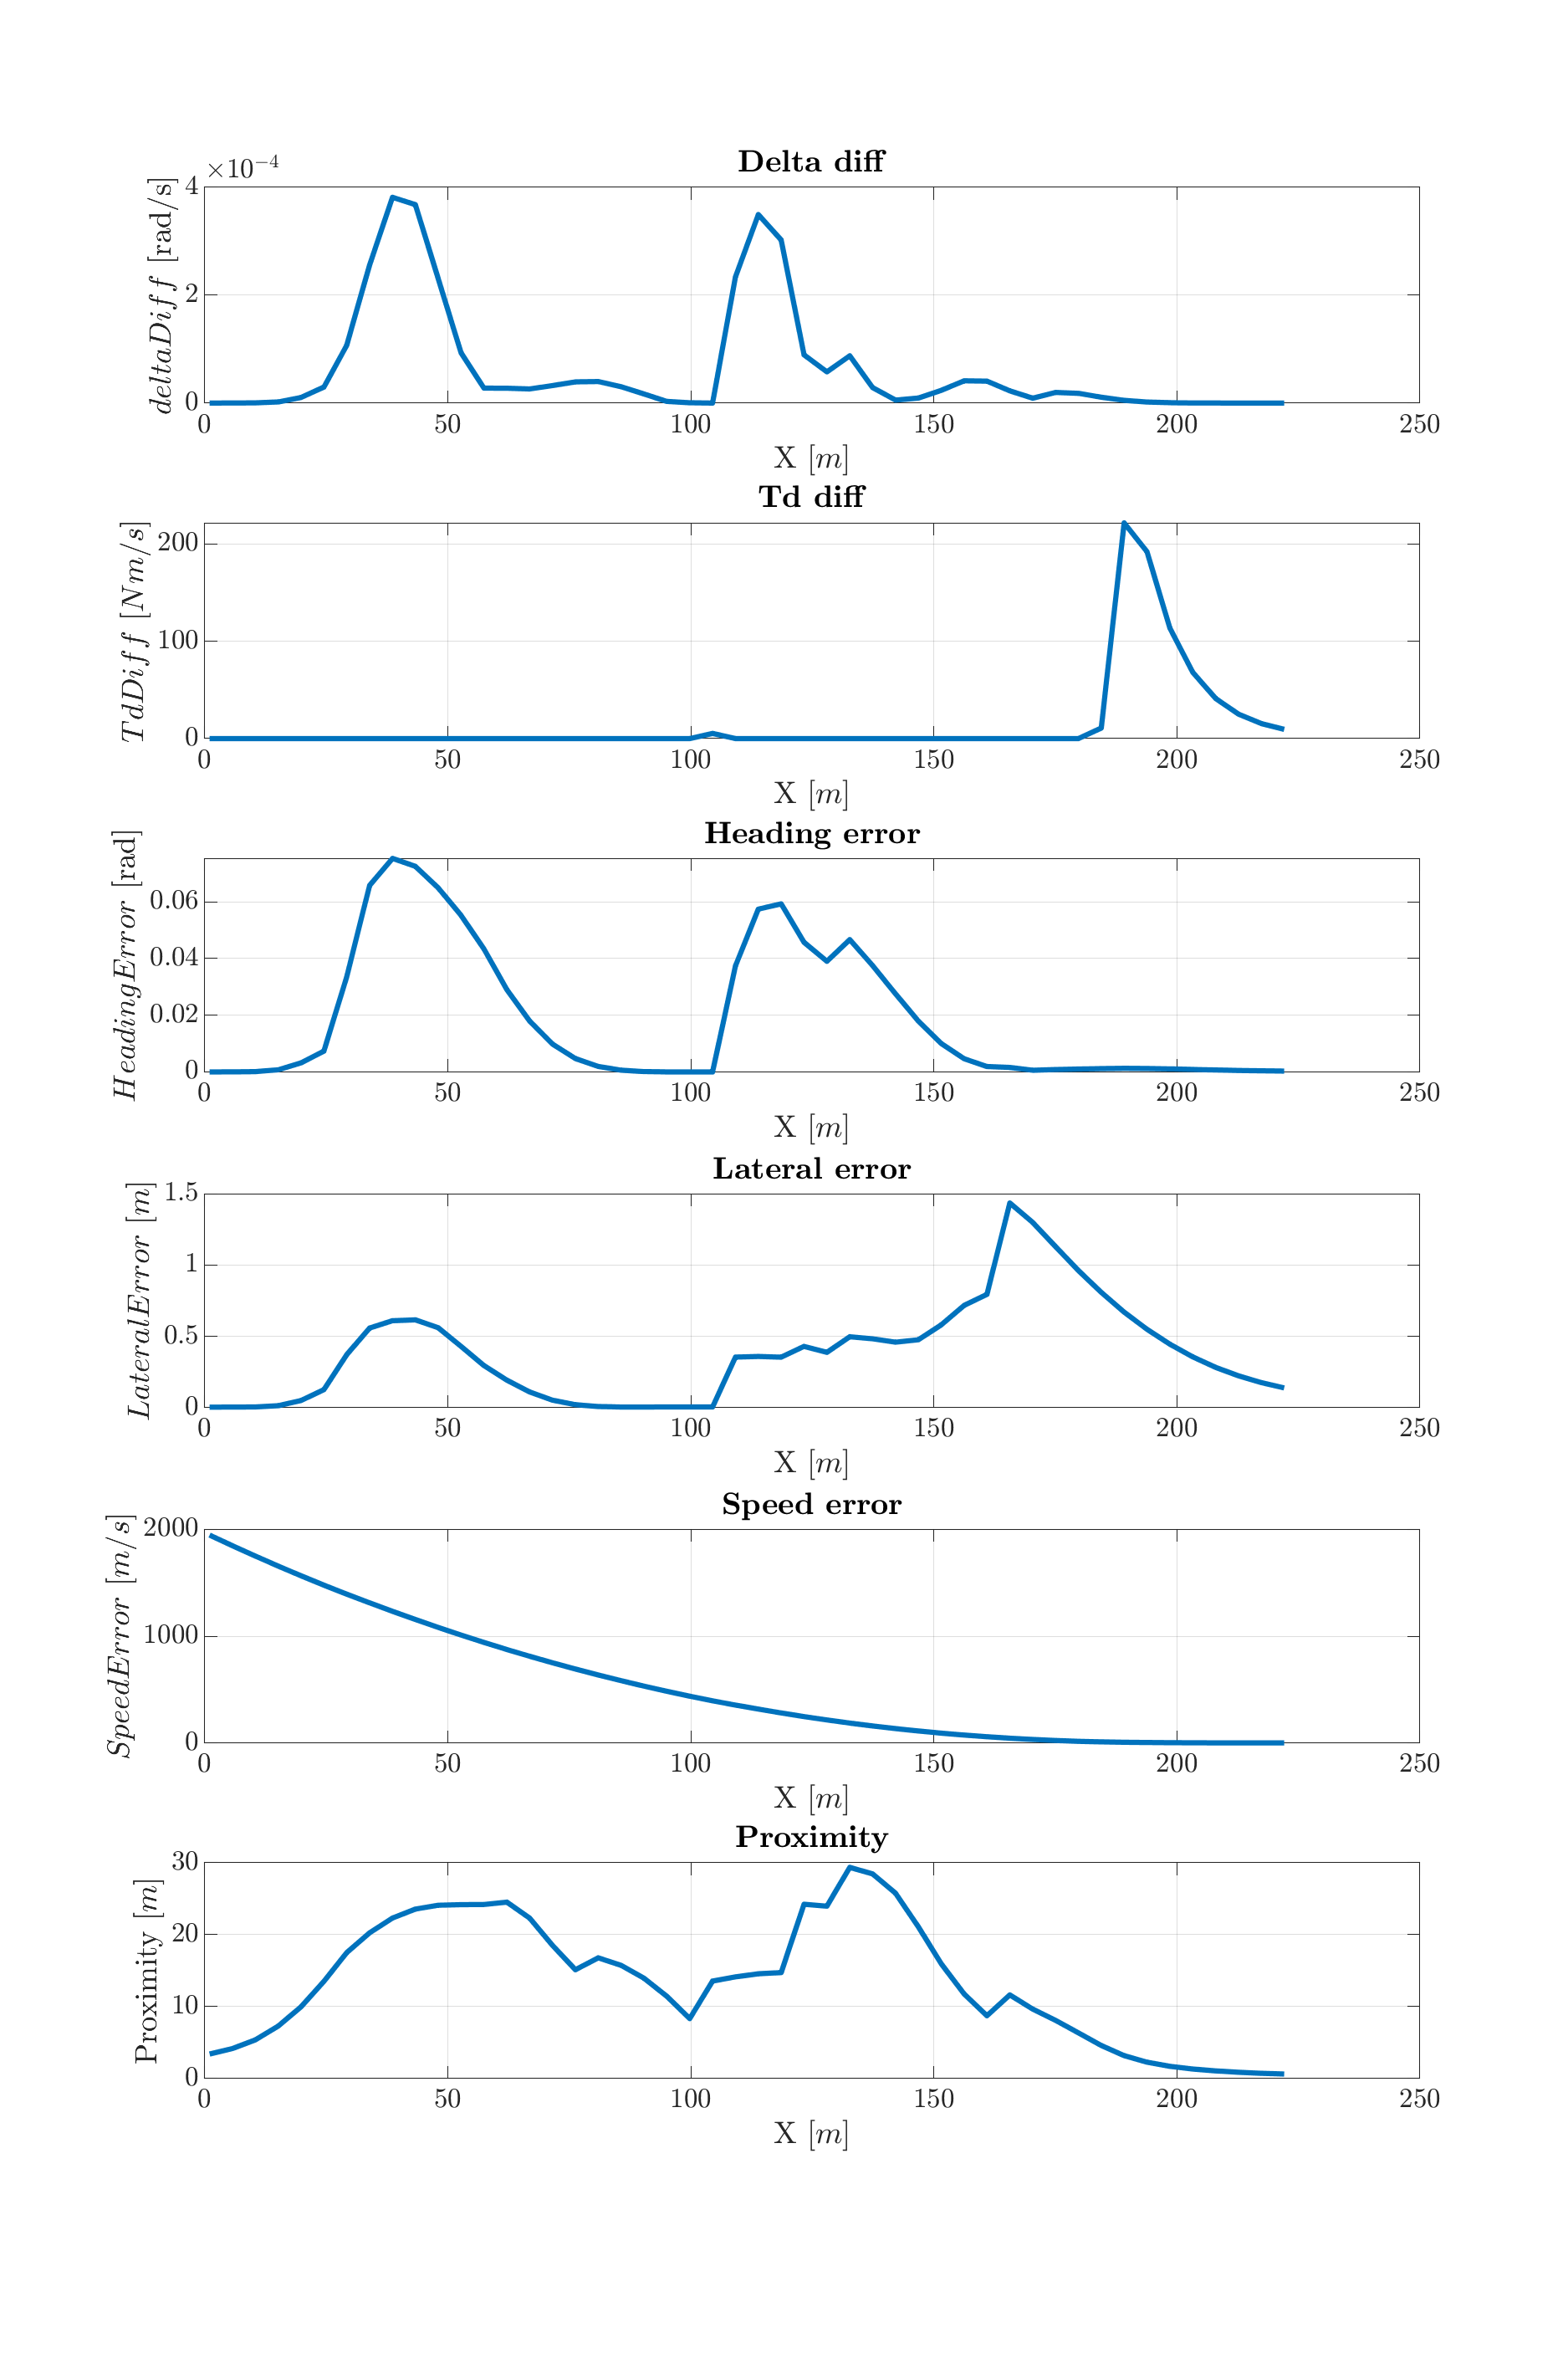 Delta diff
×10⁻⁴
deltaDiff [rad/s]
4
2
0
0 50 100 150 200 250
X [m]
Td diff
TdDiff [Nm/s]
200
100
0
0 50 100 150 200 250
X [m]
Heading error
HeadingError [rad]
0.06
0.04
0.02
0
0 50 100 150 200 250
X [m]
Lateral error
LateralError [m]
1.5
1
0.5
0
0 50 100 150 200 250
X [m]
Speed error
SpeedError [m/s]
2000
1000
0
0 50 100 150 200 250
X [m]
Proximity
Proximity [m]
30
20
10
0
0 50 100 150 200 250
X [m]